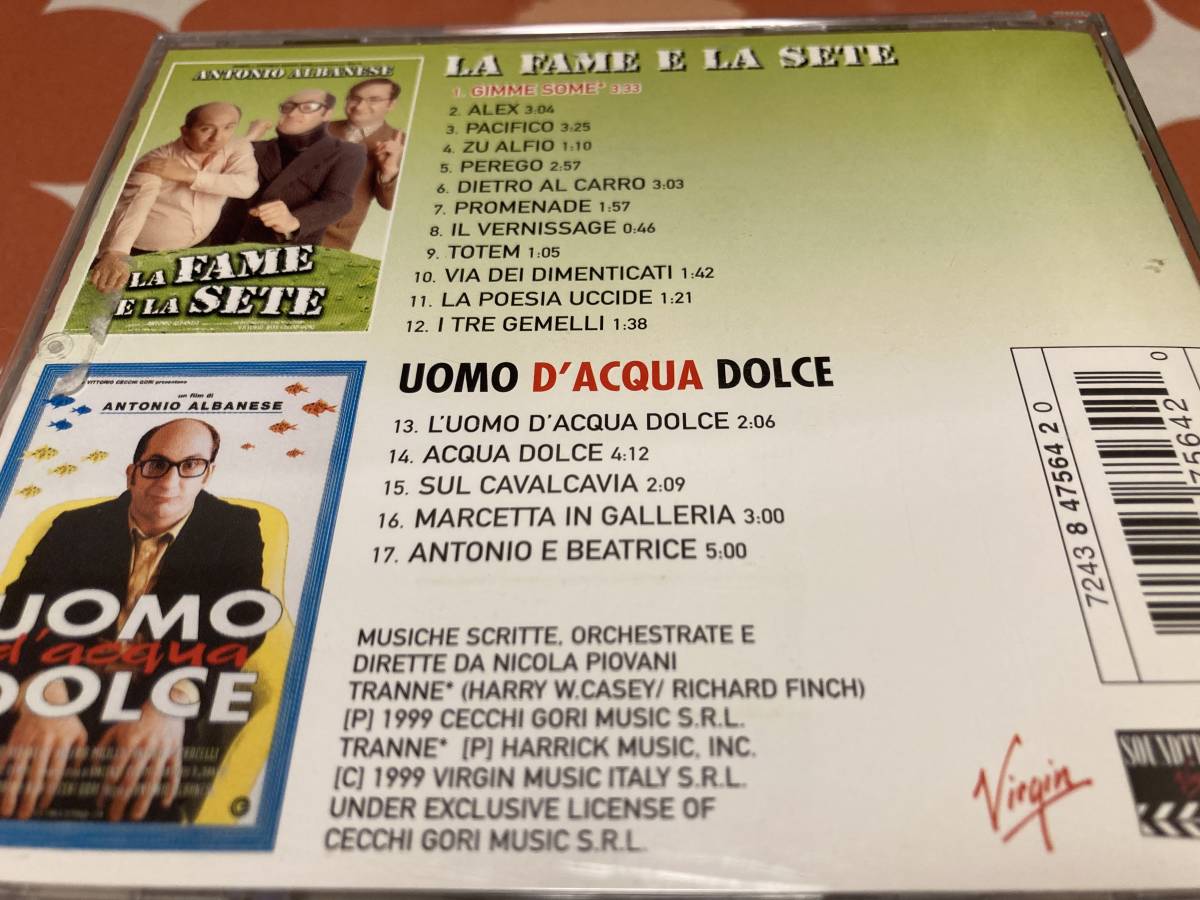 ANTONIO ALBANESE
LA FAME
E LA SETE
LA FAME E LA SETE
1. GIMME SOME* 3:33
2. ALEX 3:04
3. PACIFICO 3:25
4. ZU ALFIO 1:10
5. PEREGO 2:57
6. DIETRO AL CARRO 3:03
7. PROMENADE 1:57
8. IL VERNISSAGE 0:46
9. TOTEM 1:05
10. VIA DEI DIMENTICATI 1:42
11. LA POESIA UCCIDE 1:21
12. I TRE GEMELLI 1:38
VITTORIO CECCHI GORI presentano
un film di
ANTONIO ALBANESE
UOMO
d'acqua
DOLCE
UOMO D'ACQUA DOLCE
13. L'UOMO D'ACQUA DOLCE 2:06
14. ACQUA DOLCE 4:12
15. SUL CAVALCAVIA 2:09
16. MARCETTA IN GALLERIA 3:00
17. ANTONIO E BEATRICE 5:00
MUSICHE SCRITTE, ORCHESTRATE E
DIRETTE DA NICOLA PIOVANI
TRANNE* (HARRY W.CASEY/ RICHARD FINCH)
[P] 1999 CECCHI GORI MUSIC S.R.L.
TRANNE* [P] HARRICK MUSIC, INC.
[C] 1999 VIRGIN MUSIC ITALY S.R.L.
UNDER EXCLUSIVE LICENSE OF
CECCHI GORI MUSIC S.R.L.
7243 8 47564 2 0
0
75642
Virgin